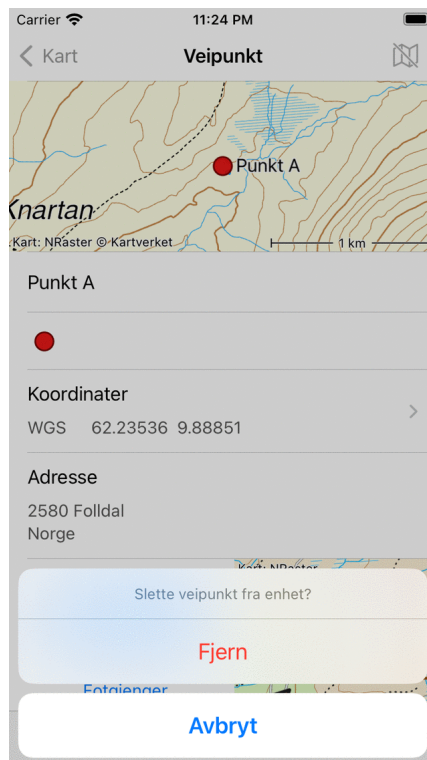 Carrier 11:24 PM
Kart Veipunkt
Punkt A
Knartan
Kart: NRaster © Kartverket 1 km
Punkt A
Koordinater
WGS 62.23536 9.88851
Adresse
2580 Folldal
Norge
Kart: NRaster
Slette veipunkt fra enhet?
Fjern
Fotgjenger
Avbryt